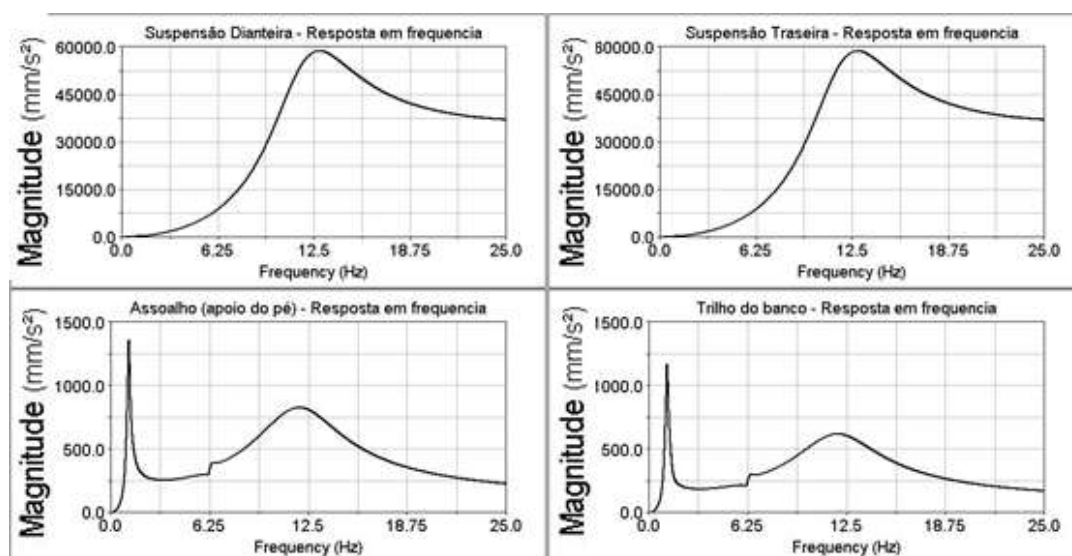 Suspensão Dianteira - Resposta em frequencia
Magnitude (mm/s²)
60000.0
45000.0
30000.0
15000.0
0.0
0.0 6.25 12.5 18.75 25.0
Frequency (Hz)
Suspensão Traseira - Resposta em frequencia
Magnitude (mm/s²)
60000.0
45000.0
30000.0
15000.0
0.0
0.0 6.25 12.5 18.75 25.0
Frequency (Hz)
Assoalho (apoio do pé) - Resposta em frequencia
Magnitude (mm/s²)
1500.0
1000.0
500.0
0.0
0.0 6.25 12.5 18.75 25.0
Frequency (Hz)
Trilho do banco - Resposta em frequencia
Magnitude (mm/s²)
1500.0
1000.0
500.0
0.0
0.0 6.25 12.5 18.75 25.0
Frequency (Hz)